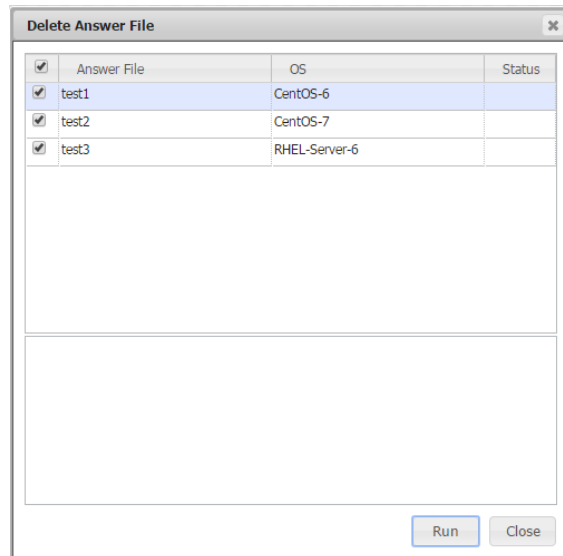 Delete Answer File
Answer File OS Status
test1 CentOS-6
test2 CentOS-7
test3 RHEL-Server-6
Run Close